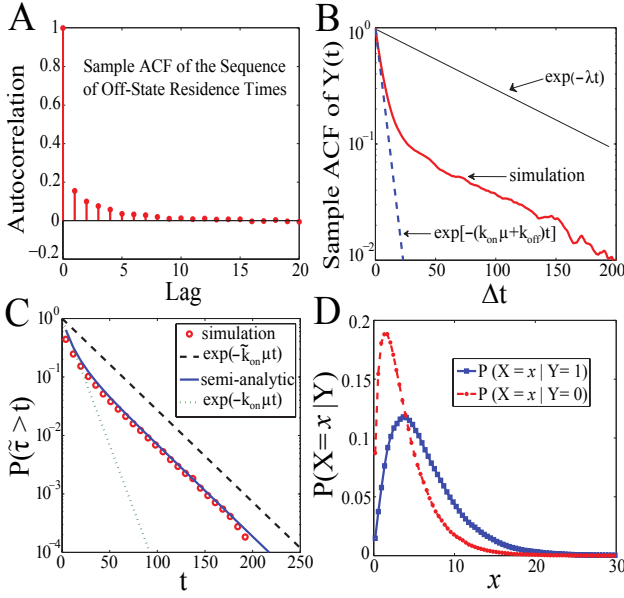 A
Autocorrelation
1
0.8
0.6
0.4
0.2
0
−0.2
Sample ACF of the Sequence
of Off-State Residence Times
0 5 10 15 20
Lag
B
Sample ACF of Y(t)
10^0
10^-1
10^-2
exp(−λt)
simulation
exp[-(k_on μ+k_off)t]
0 50 100 150 200
Δt
C
P(τ̃ > t)
10^0
10^-1
10^-2
10^-3
10^-4
simulation
exp(-k̃_on μt)
semi-analytic
exp(-k_on μt)
0 50 100 150 200 250
t
D
P(X= x | Y)
0.2
0.15
0.1
0.05
0
P (X = x | Y= 1)
P (X = x | Y= 0)
0 10 20 30
x